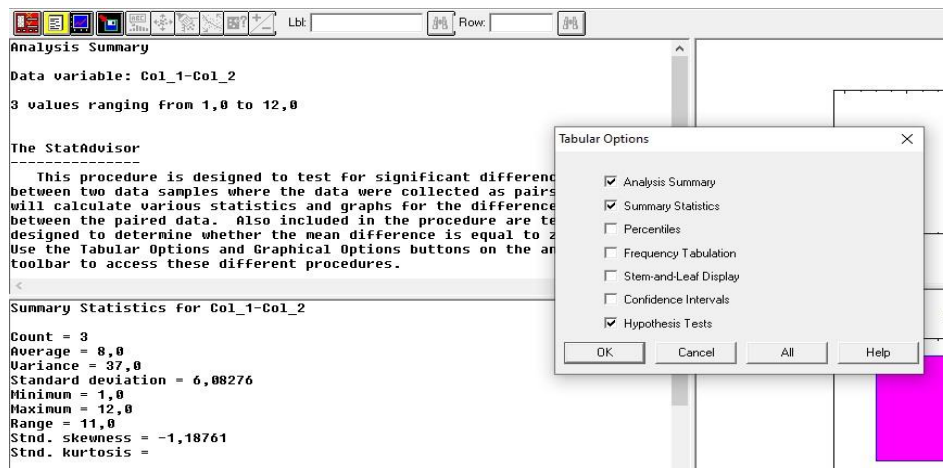 Lbl: Row:
Analysis Summary
Data variable: Col_1-Col_2
3 values ranging from 1,0 to 12,0
The StatAdvisor
---------------
This procedure is designed to test for significant
between two data samples where the data were collected as pairs
will calculate various statistics and graphs for the
between the paired data. Also included in the procedure are
designed to determine whether the mean difference is equal to
Use the Tabular Options and Graphical Options buttons on the
toolbar to access these different procedures.
Summary Statistics for Col_1-Col_2
Count = 3
Average = 8,0
Variance = 37,0
Standard deviation = 6,08276
Minimum = 1,0
Maximum = 12,0
Range = 11,0
Stnd. skewness = -1,18761
Stnd. kurtosis =
Tabular Options
Analysis Summary
Summary Statistics
Percentiles
Frequency Tabulation
Stem-and-Leaf Display
Confidence Intervals
Hypothesis Tests
OK Cancel All Help